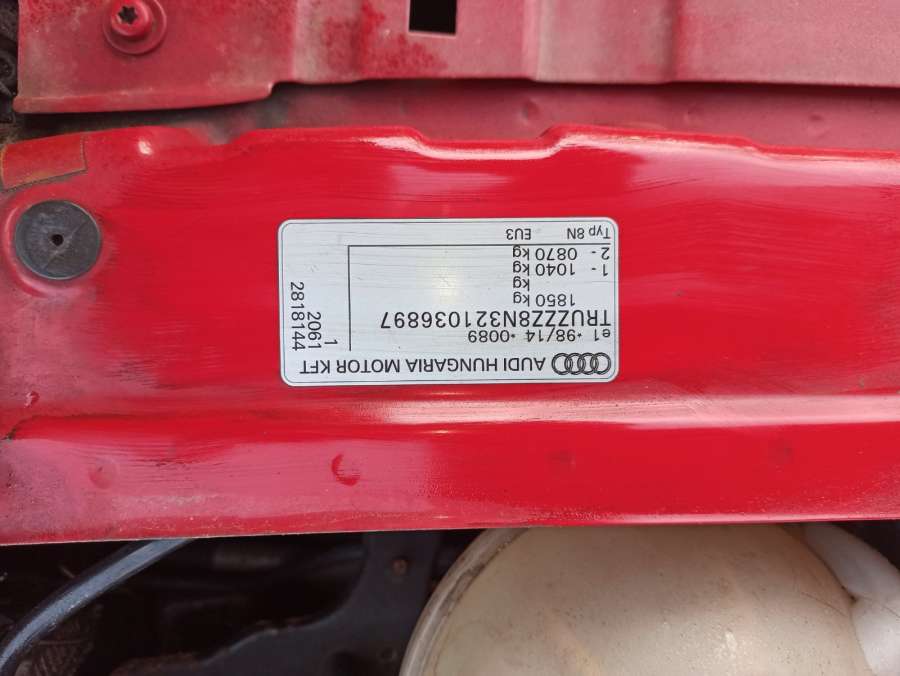 AUDI HUNGARIA MOTOR KFT
e1 *98/14 *0089
TRUZZZ8N321036897
1850 kg
kg
1 - 1040 kg
2 - 0870 kg
Typ 8N EU3
1
2061
2818144